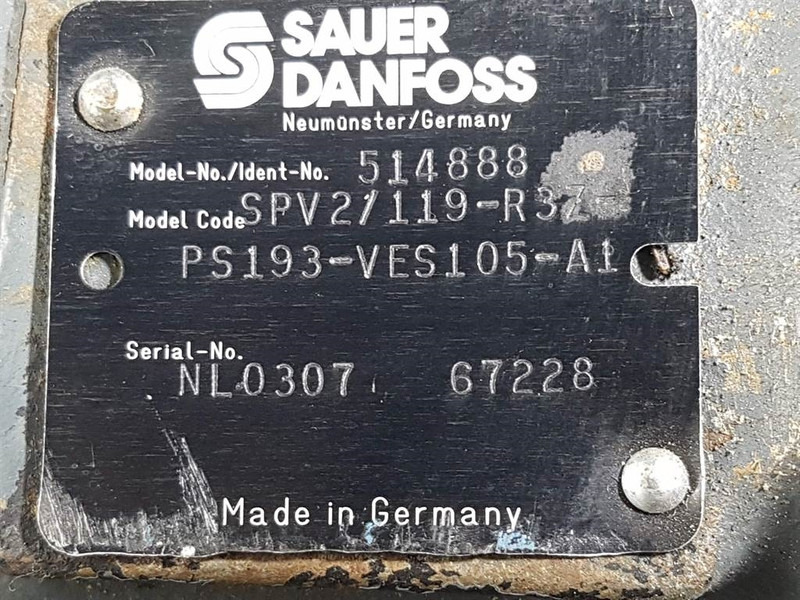 SAUER
DANFOSS
Neumünster/Germany
Model-No./Ident-No. 514888
Model Code SPV2/119-R3Z-
PS193-VES105-A1
Serial-No.
NL0307 67228
Made in Germany